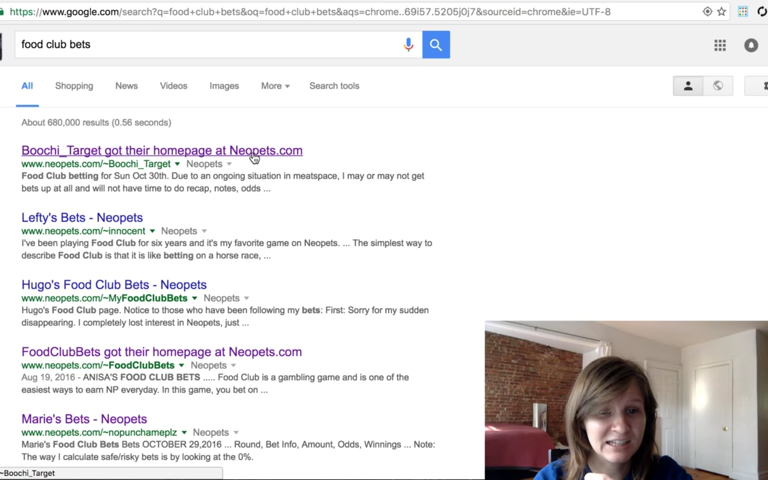 https://www.google.com/search?q=food+club+bets&oq=food+club+bets&aqs=chrome..69i57.5205j0j7&sourceid=chrome&ie=UTF-8
food club bets
All Shopping News Videos Images More Search tools
About 680,000 results (0.56 seconds)
Boochi_Target got their homepage at Neopets.com
www.neopets.com/~Boochi_Target Neopets
Food Club betting for Sun Oct 30th. Due to an ongoing situation in meatspace, I may or may not get
bets up at all and will not have time to do recap, notes, odds ...
Lefty's Bets - Neopets
www.neopets.com/~innocent Neopets
I've been playing Food Club for six years and it's my favorite game on Neopets. ... The simplest way to
describe Food Club is that it is like betting on a horse race, ...
Hugo's Food Club Bets - Neopets
www.neopets.com/~MyFoodClubBets Neopets
Hugo's Food Club page. Notice to those who have been following my bets: First: Sorry for my sudden
disappearing. I completely lost interest in Neopets, just ...
FoodClubBets got their homepage at Neopets.com
www.neopets.com/~FoodClubBets Neopets
Aug 19, 2016 - ANISA'S FOOD CLUB BETS ..... Food Club is a gambling game and is one of the
easiest ways to earn NP everyday. In this game, you bet on ...
Marie's Bets - Neopets
www.neopets.com/~nopunchameplz Neopets
Marie's Food Club Bets Bets OCTOBER 29,2016 ... Round, Bet Info, Amount, Odds, Winnings ... Note:
The way I calculate safe/risky bets is by looking at the 0%.
~Boochi_Target